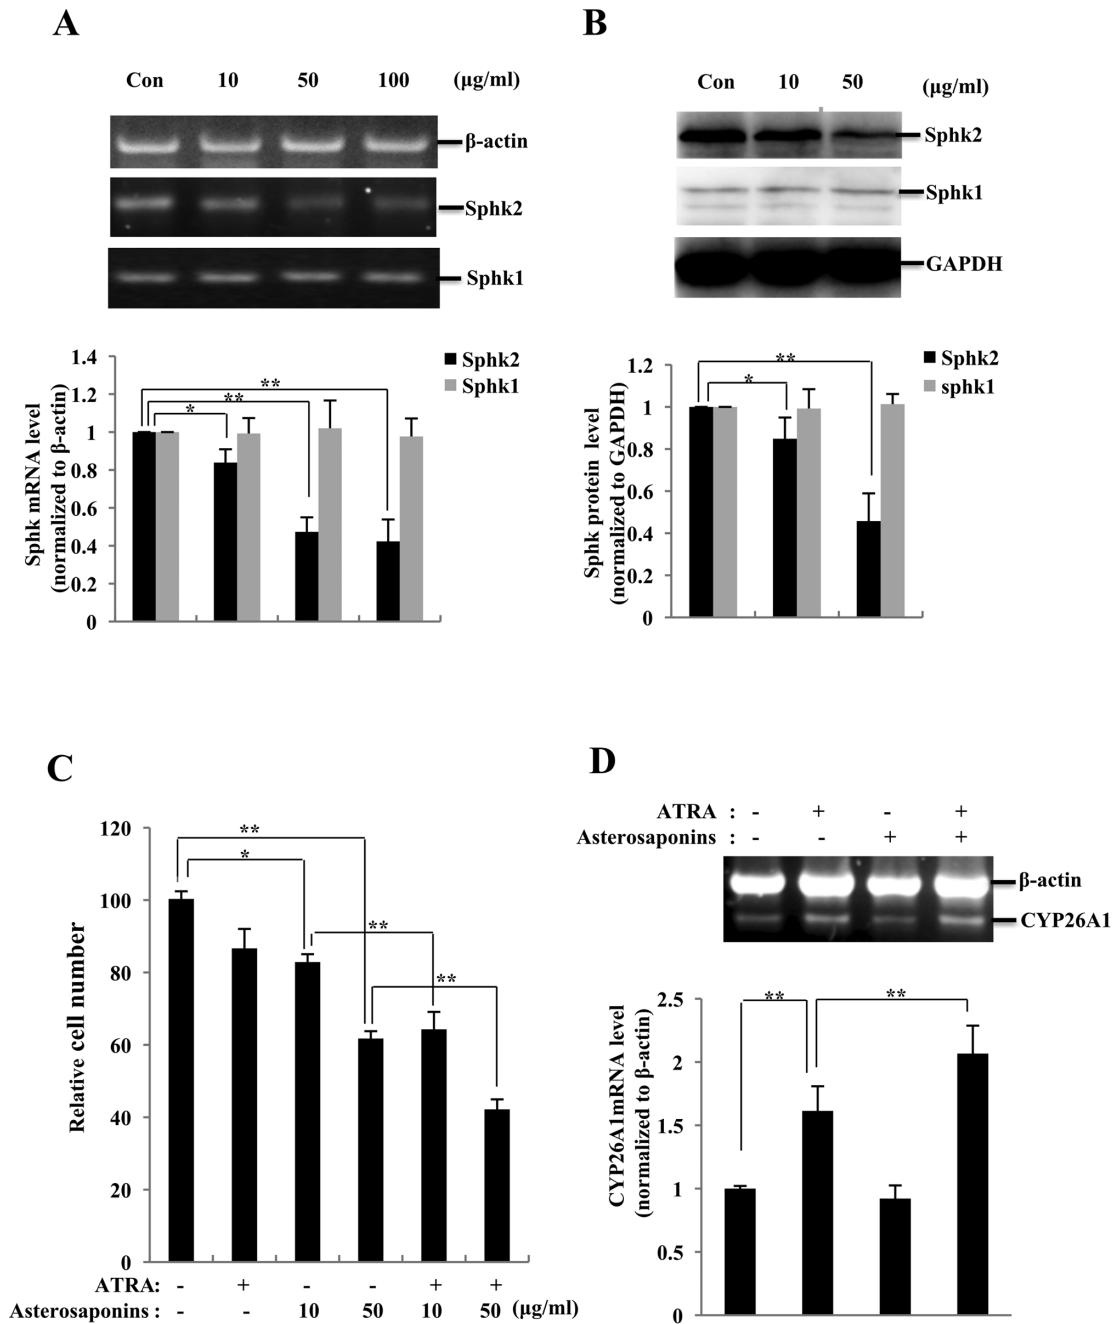 A
Con 10 50 100 (μg/ml)
β-actin
Sphk2
Sphk1
1.4
1.2
1
0.8
0.6
0.4
0.2
0
Sphk mRNA level
(normalized to β-actin)
Sphk2
Sphk1
**
**
*
B
Con 10 50 (μg/ml)
Sphk2
Sphk1
GAPDH
1.2
1
0.8
0.6
0.4
0.2
0
Sphk protein level
(normalized to GAPDH)
Sphk2
sphk1
**
*
C
120
100
80
60
40
20
0
Relative cell number
**
*
**
**
ATRA: - + - - + +
Asterosaponins : - - 10 50 10 50 (μg/ml)
D
ATRA : - + - +
Asterosaponins : - - + +
β-actin
CYP26A1
2.5
2
1.5
1
0.5
0
CYP26A1mRNA level
(normalized to β-actin)
**
**